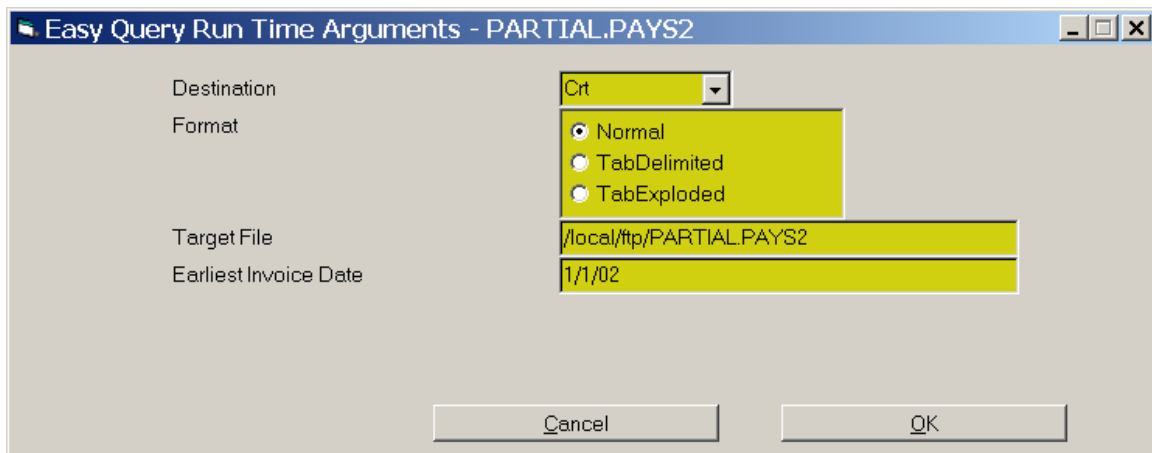 Easy Query Run Time Arguments - PARTIAL.PAYS2
Destination Crt
Format Normal
TabDelimited
TabExploded
Target File /local/ftp/PARTIAL.PAYS2
Earliest Invoice Date 1/1/02
Cancel OK